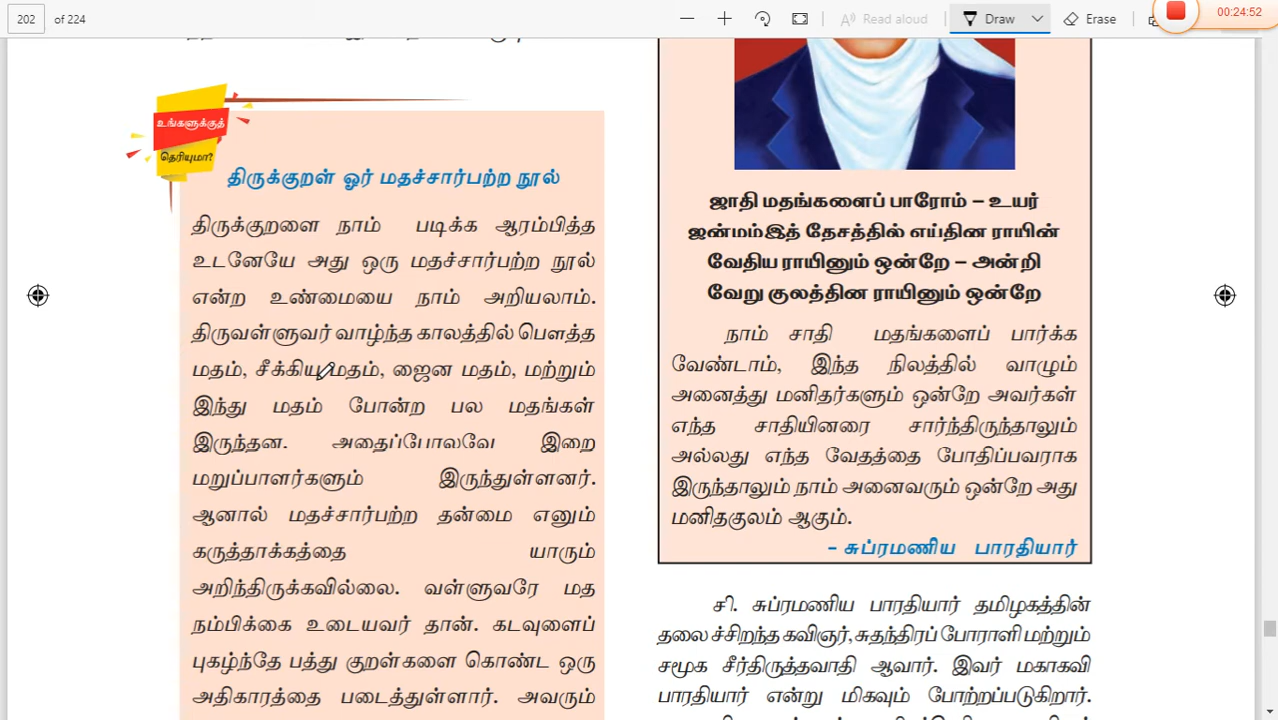 202 of 224
Read aloud
Draw
Erase
00:24:52
உங்களுக்குத்
தெரியுமா?
திருக்குறள் ஓர் மதச்சார்பற்ற நூல்
திருக்குறளை நாம் படிக்க ஆரம்பித்த
உடனேயே அது ஒரு மதச்சார்பற்ற நூல்
என்ற உண்மையை நாம் அறியலாம்.
திருவள்ளுவர் வாழ்ந்த காலத்தில் பௌத்த
மதம், சீக்கிய மதம், ஜைன மதம், மற்றும்
இந்து மதம் போன்ற பல மதங்கள்
இருந்தன. அதைப்போலவே இறை
மறுப்பாளர்களும் இருந்துள்ளனர்.
ஆனால் மதச்சார்பற்ற தன்மை எனும்
கருத்தாக்கத்தை யாரும்
அறிந்திருக்கவில்லை. வள்ளுவரே மத
நம்பிக்கை உடையவர் தான். கடவுளைப்
புகழ்ந்தே பத்து குறள்களை கொண்ட ஒரு
அதிகாரத்தை படைத்துள்ளார். அவரும்
ஜாதி மதங்களைப் பாரோம் – உயர்
ஜன்மம்இத் தேசத்தில் எய்தின ராயின்
வேதிய ராயினும் ஒன்றே – அன்றி
வேறு குலத்தின ராயினும் ஒன்றே
நாம் சாதி மதங்களைப் பார்க்க
வேண்டாம், இந்த நிலத்தில் வாழும்
அனைத்து மனிதர்களும் ஒன்றே அவர்கள்
எந்த சாதியினரை சார்ந்திருந்தாலும்
அல்லது எந்த வேதத்தை போதிப்பவராக
இருந்தாலும் நாம் அனைவரும் ஒன்றே அது
மனிதகுலம் ஆகும்.
– சுப்ரமணிய பாரதியார்
சி. சுப்ரமணிய பாரதியார் தமிழகத்தின்
தலைச்சிறந்த கவிஞர், சுதந்திரப் போராளி மற்றும்
சமூக சீர்திருத்தவாதி ஆவார். இவர் மகாகவி
பாரதியார் என்று மிகவும் போற்றப்படுகிறார்.